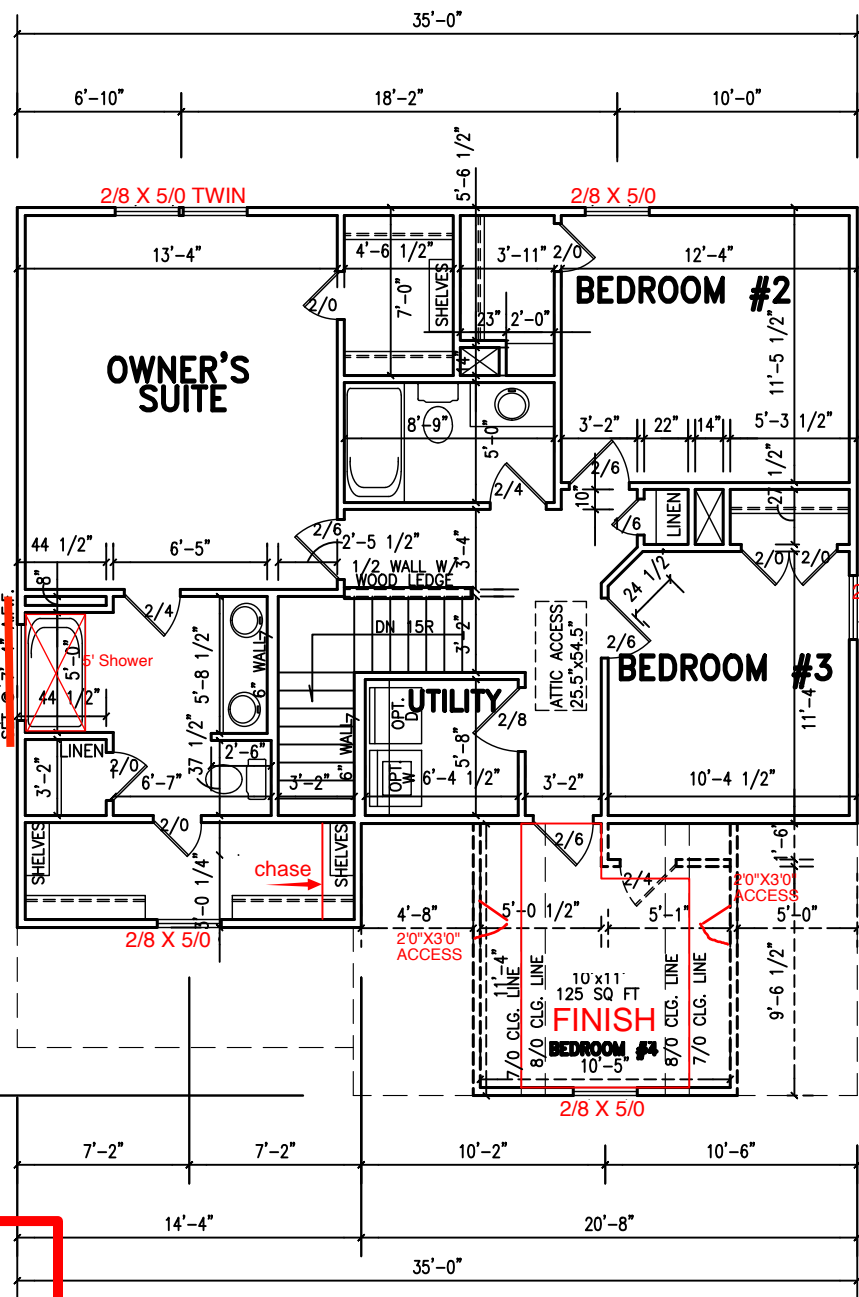 35'-0"
6'-10"
18'-2"
10'-0"
5'-6 1/2"
2/8 X 5/0 TWIN
2/8 X 5/0
13'-4"
4'-6 1/2"
3'-11"
2/0
12'-4"
BEDROOM #2
2/0
7'-0"
SHELVES
23"
2'-0"
14"
11'-5 1/2"
OWNER'S
SUITE
8'-9"
5'-0"
3'-2"
22"
14"
5'-3 1/2"
2/4
2/6
10"
LINEN
27 1/2"
44 1/2"
6'-5"
2/6
2'-5 1/2"
3'-4"
1/2 WALL W/
WOOD LEDGE
2/0
2/0
24 1/2"
8"
2/4
DN 15R
3'-2"
ATTIC ACCESS
25.5"x54.5"
2/6
5' Shower
5'-0"
5'-8 1/2"
6" WALL
BEDROOM #3
44 1/2"
UTILITY
OPT.
D
2/8
11'-4"
LINEN
2/0
37 1/2"
2'-6"
6" WALL
5'-8"
3'-2"
6'-7"
3'-2"
OPT.
W
6'-4 1/2"
3'-2"
10'-4 1/2"
2/0
SHELVES
SHELVES
2/6
1'-6"
chase
2/4
2'0"X3'0"
ACCESS
3'-0 1/4"
4'-8"
5'-0 1/2"
5'-1"
5'-0"
2/8 X 5/0
2'0"X3'0"
ACCESS
11'-4"
10'x11'
125 SQ FT
9'-6 1/2"
7/0 CLG. LINE
8/0 CLG. LINE
8/0 CLG. LINE
7/0 CLG. LINE
FINISH
BEDROOM #4
10'-5"
2/8 X 5/0
7'-2"
7'-2"
10'-2"
10'-6"
14'-4"
20'-8"
35'-0"